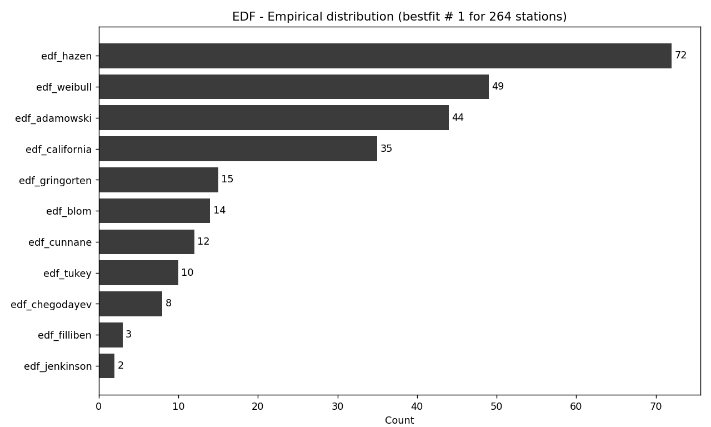 EDF - Empirical distribution (bestfit # 1 for 264 stations)
edf_hazen 72
edf_weibull 49
edf_adamowski 44
edf_california 35
edf_gringorten 15
edf_blom 14
edf_cunnane 12
edf_tukey 10
edf_chegodayev 8
edf_filliben 3
edf_jenkinson 2
0 10 20 30 40 50 60 70
Count